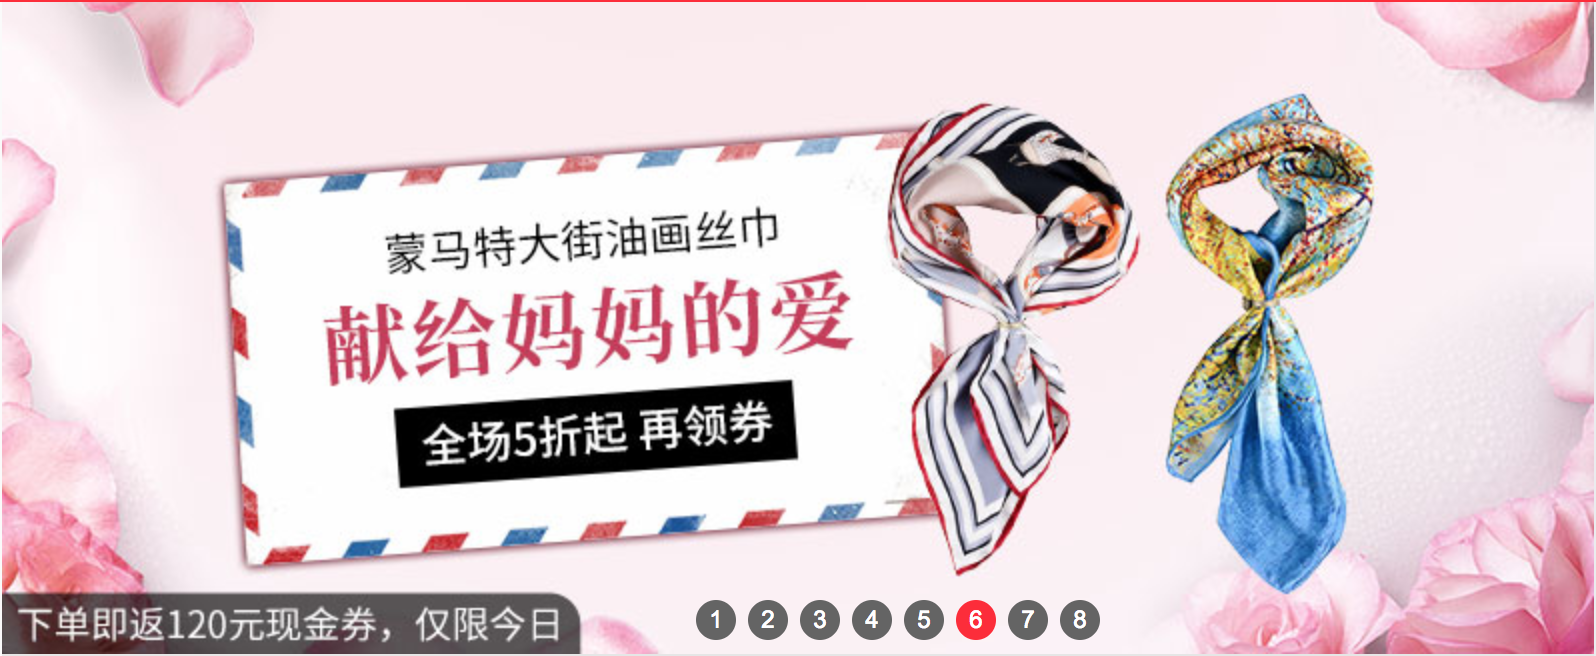 蒙马特大街油画丝巾
献给妈妈的爱
全场5折起 再领券
下单即返120元现金券，仅限今日
1 2 3 4 5 6 7 8